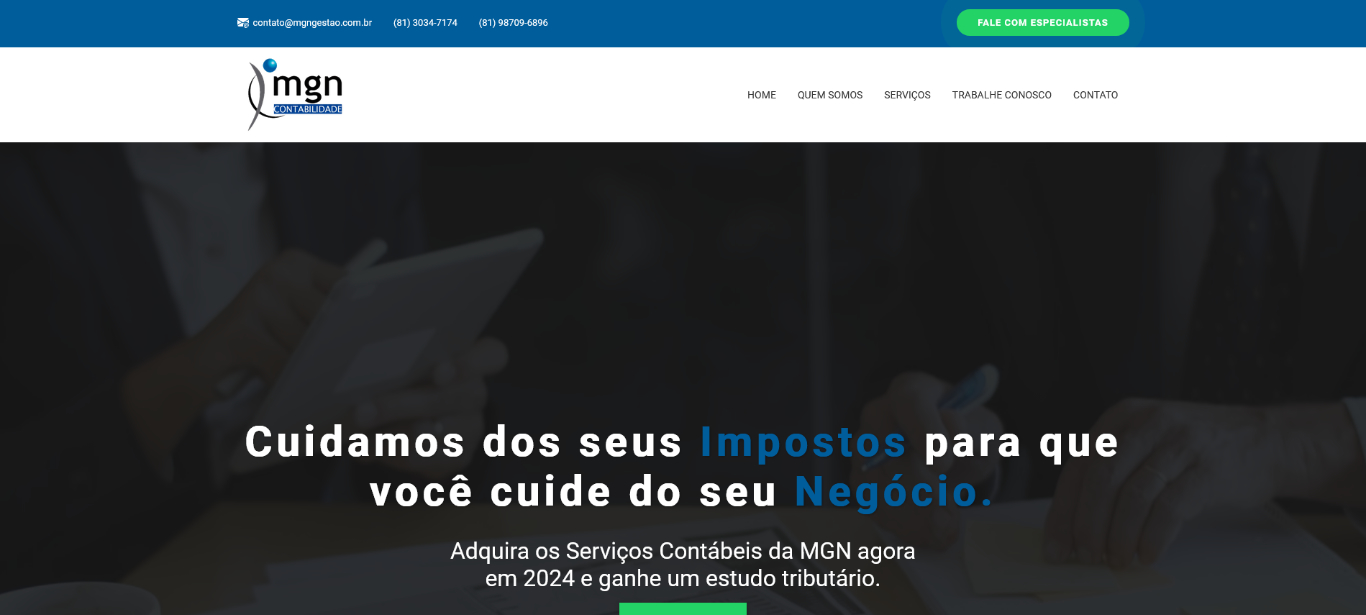 contato@mgngestao.com.br (81) 3034-7174 (81) 98709-6896 FALE COM ESPECIALISTAS
mgn
CONTABILIDADE
HOME QUEM SOMOS SERVIÇOS TRABALHE CONOSCO CONTATO
Cuidamos dos seus Impostos para que
você cuide do seu Negócio.
Adquira os Serviços Contábeis da MGN agora
em 2024 e ganhe um estudo tributário.